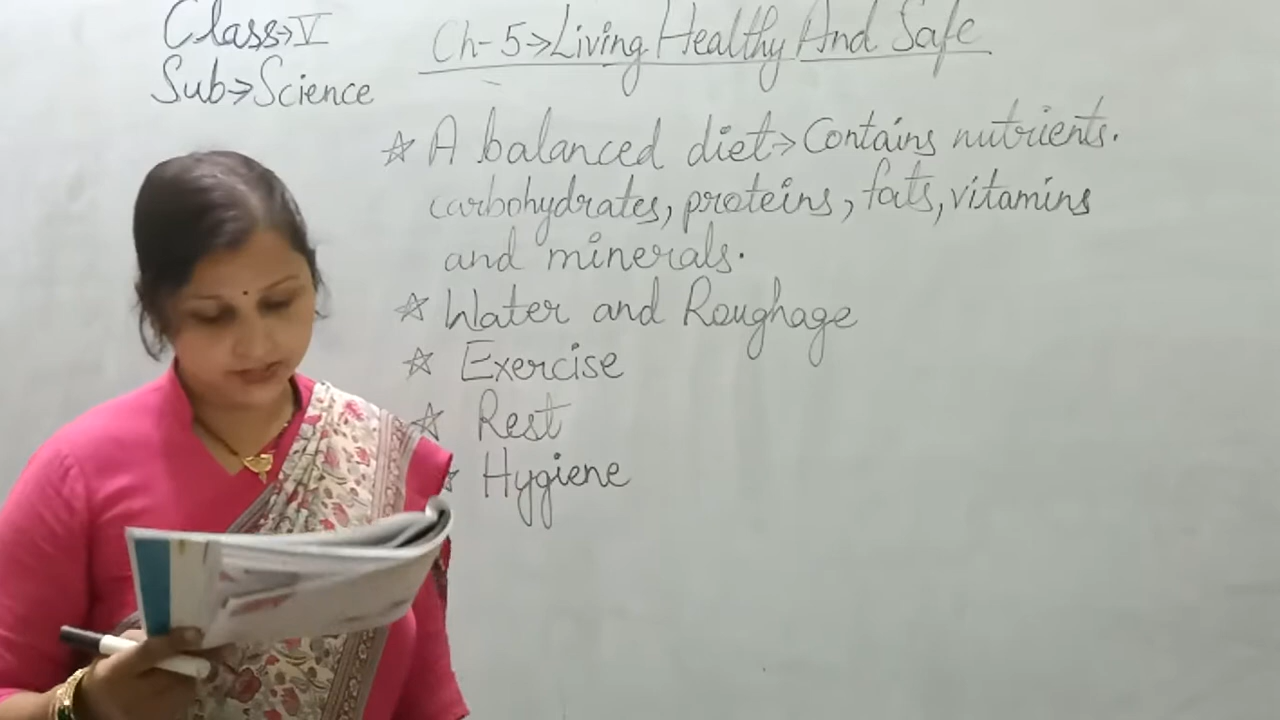 Class→V
Sub→Science
Ch-5→Living Healthy And Safe
☆ A balanced diet→Contains nutrients.
carbohydrates, proteins, fats, vitamins
and minerals.
☆ Water and Roughage
☆ Exercise
☆ Rest
☆ Hygiene